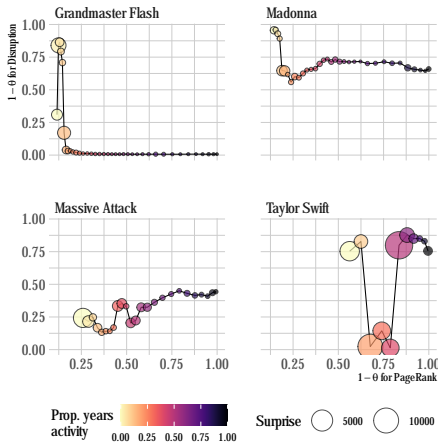 Grandmaster Flash
Madonna
1.00
0.75
0.50
0.25
0.00
1 − θ for Disruption
Massive Attack
Taylor Swift
1.00
0.75
0.50
0.25
0.00
0.25 0.50 0.75 1.00
0.25 0.50 0.75 1.00
1 − θ for PageRank
Prop. years
activity
0.00 0.25 0.50 0.75 1.00
Surprise 5000 10000